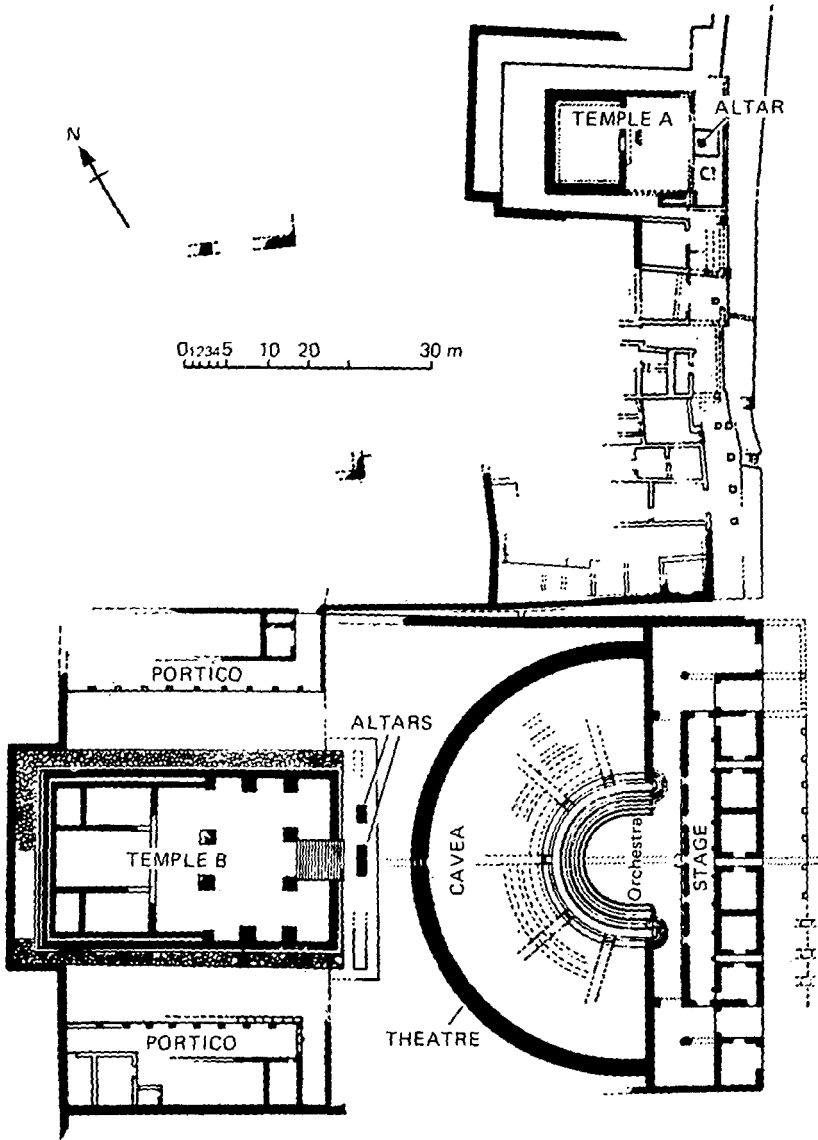 TEMPLE A
ALTAR
C1
N
0 1 2 3 4 5 10 20 30 m
PORTICO
ALTARS
TEMPLE B
CAVEA
Orchestra
STAGE
THEATRE
PORTICO